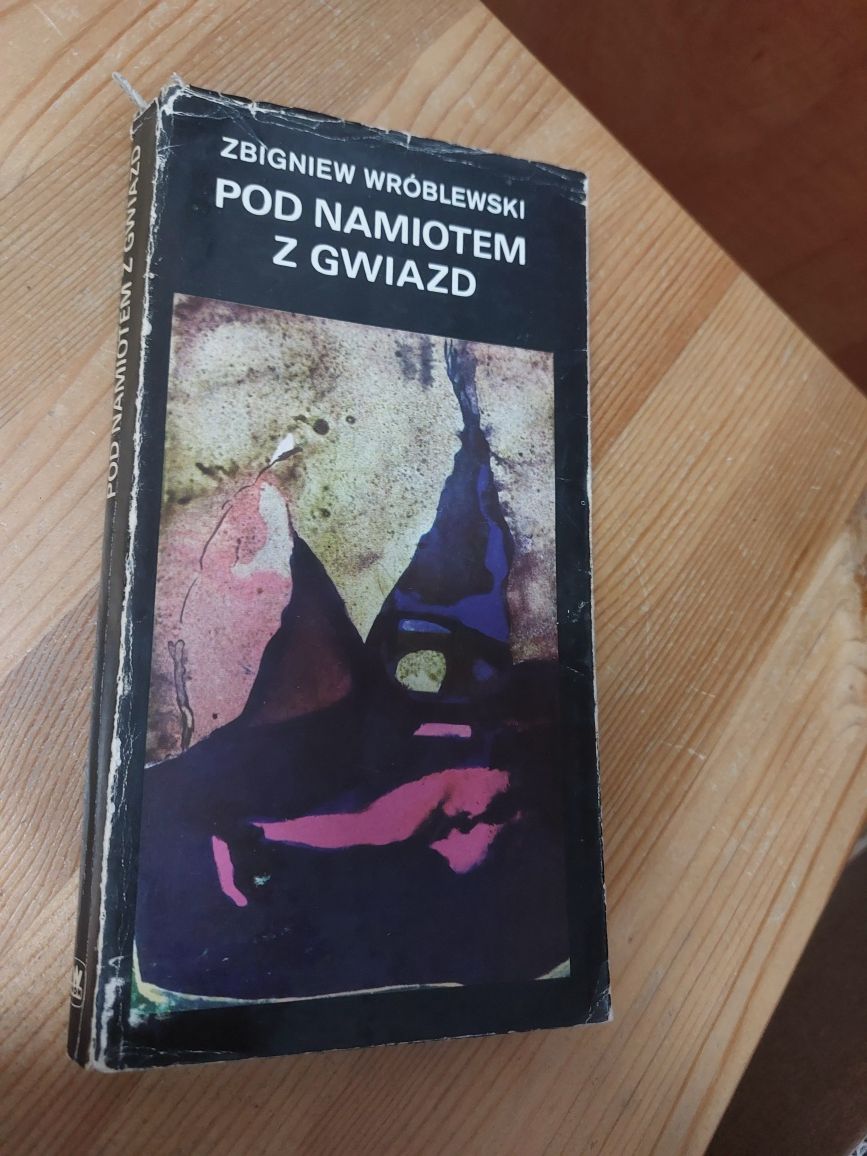 ZBIGNIEW WRÓBLEWSKI
POD NAMIOTEM
Z GWIAZD
POD NAMIOTEM Z GWIAZD